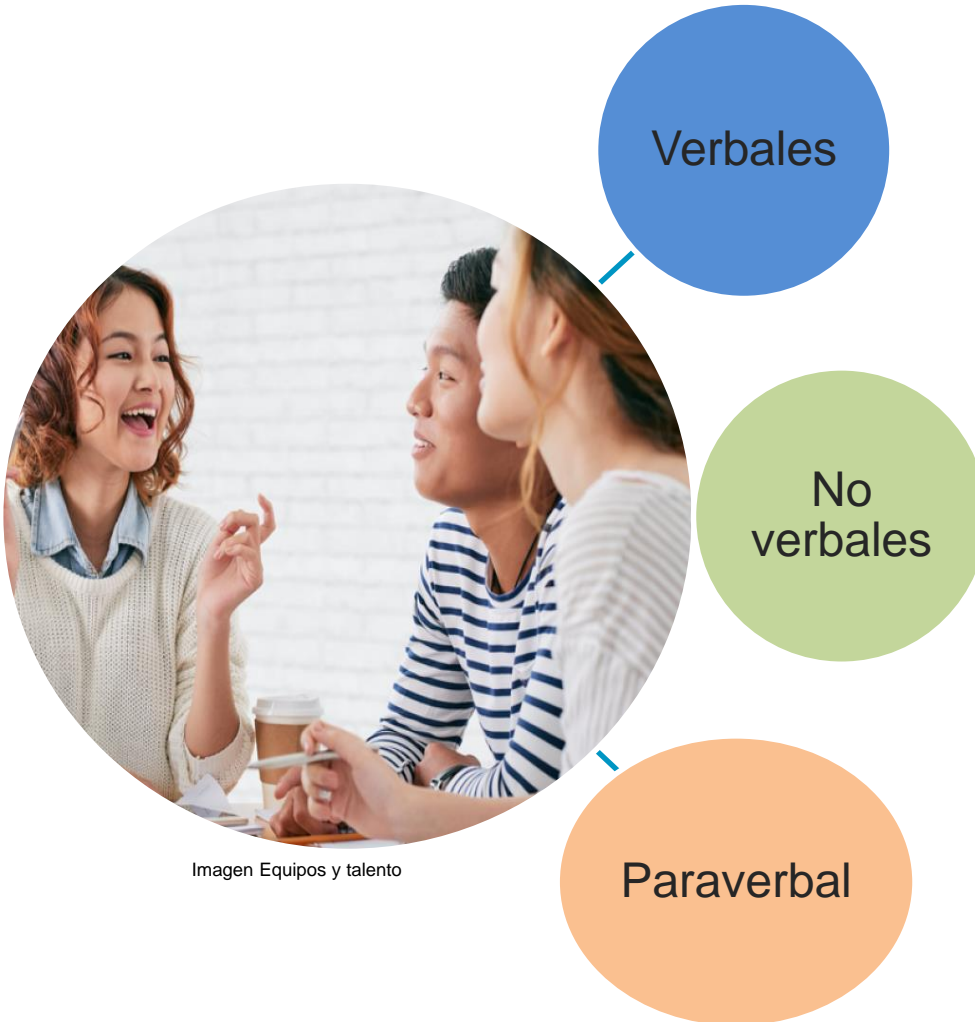 Verbales
No
verbales
Paraverbal
Imagen Equipos y talento